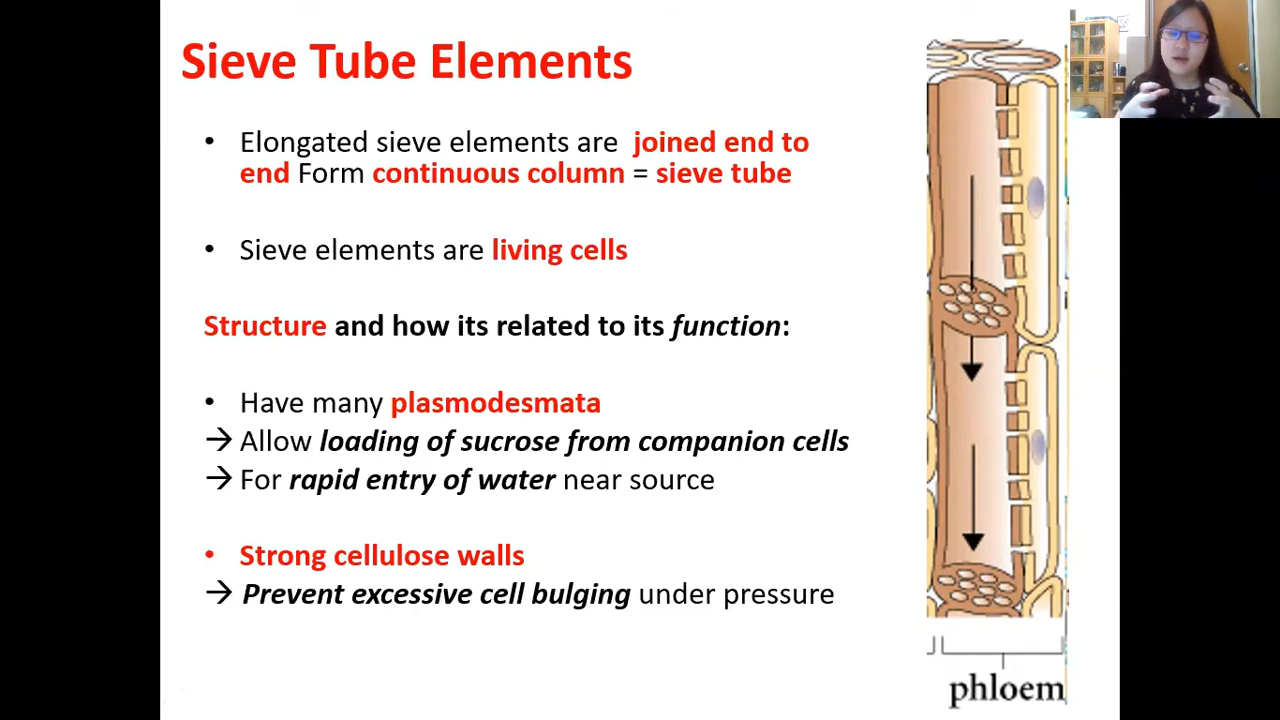 Sieve Tube Elements
• Elongated sieve elements are joined end to
end Form continuous column = sieve tube
• Sieve elements are living cells
Structure and how its related to its function:
• Have many plasmodesmata
→ Allow loading of sucrose from companion cells
→ For rapid entry of water near source
• Strong cellulose walls
→ Prevent excessive cell bulging under pressure
phloem